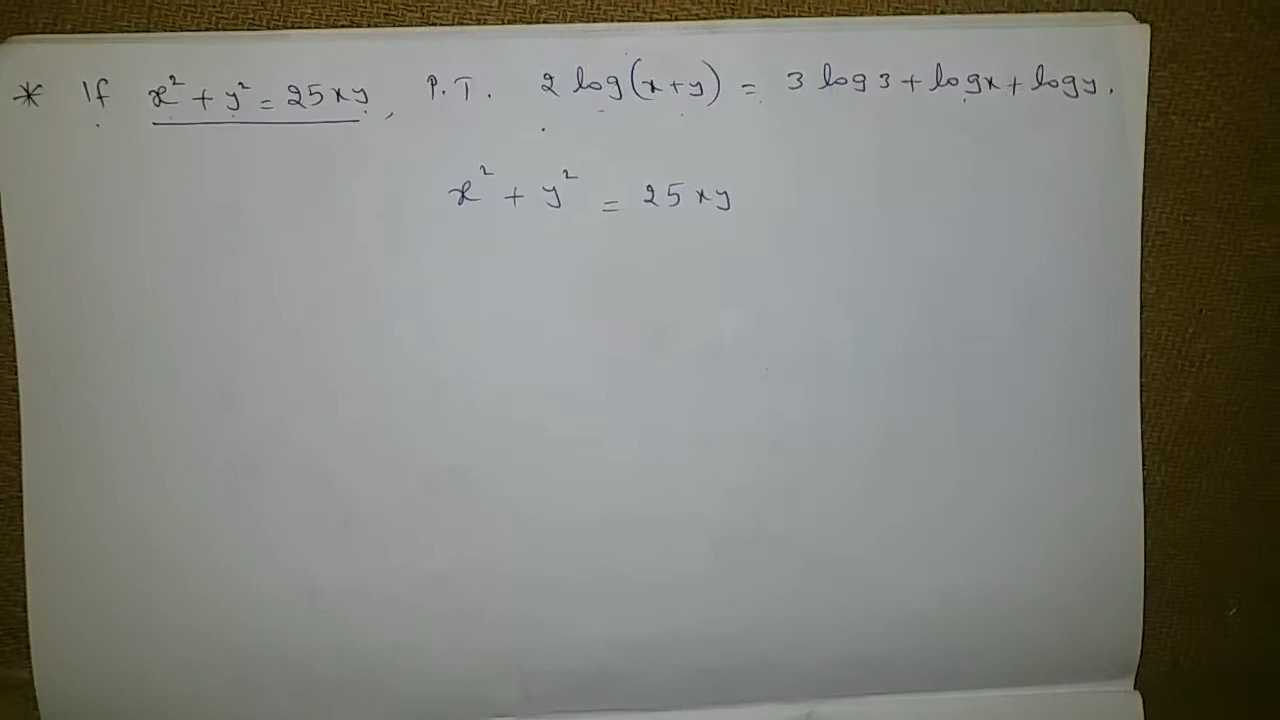 * If x² + y² = 25xy, P.T. 2 log(x+y) = 3 log 3 + log x + log y.
x² + y² = 25xy